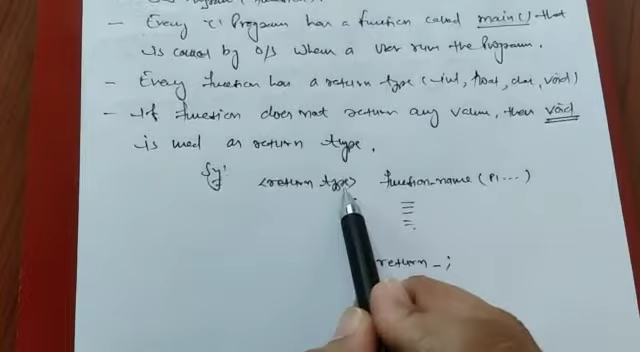 - Every 'C' Program has a function called main() that
is called by O/S when a user run the Program.
- Every function has a return type (int, float, char, void)
- If function does not return any value, then void
is used as return type.
Sy:
<return type> function_name (P1...)
return _;